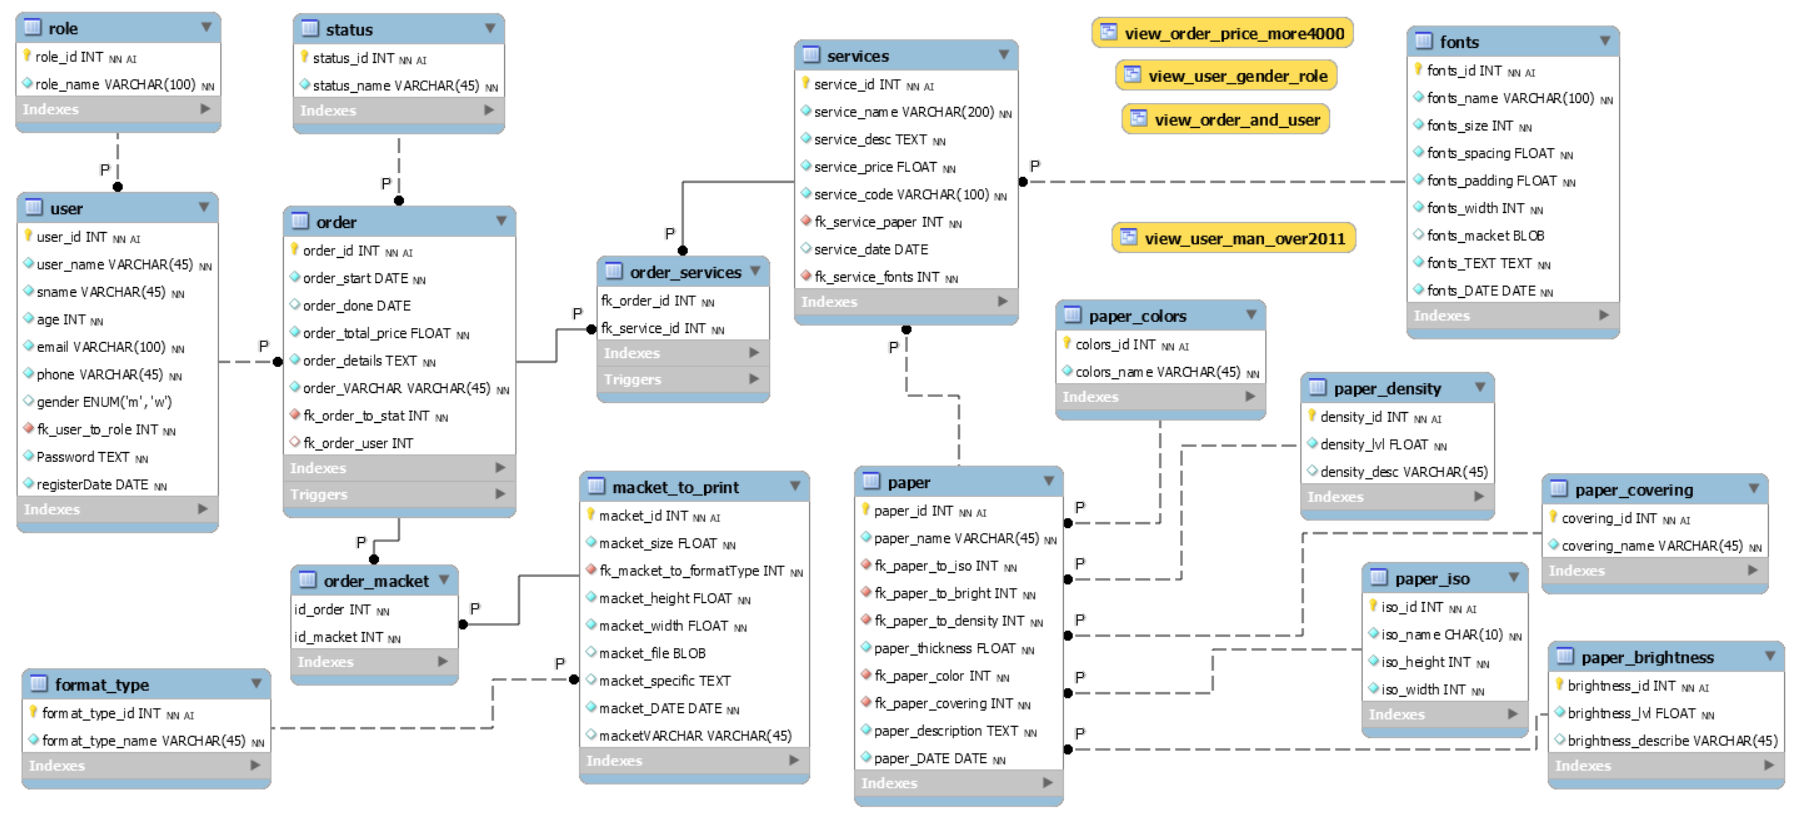 role
role_id INT NN AI
role_name VARCHAR(100) NN
Indexes
P
status
status_id INT NN AI
status_name VARCHAR(45) NN
Indexes
P
user
user_id INT NN AI
user_name VARCHAR(45) NN
sname VARCHAR(45) NN
age INT NN
email VARCHAR(100) NN
phone VARCHAR(45) NN
gender ENUM('m', 'w')
fk_user_to_role INT NN
Password TEXT NN
registerDate DATE NN
Indexes
P
order
order_id INT NN AI
order_start DATE NN
order_done DATE
order_total_price FLOAT NN
order_details TEXT NN
order_VARCHAR VARCHAR(45) NN
fk_order_to_stat INT NN
fk_order_user INT
Indexes
Triggers
P
P
order_services
fk_order_id INT NN
fk_service_id INT NN
Indexes
Triggers
services
service_id INT NN AI
service_name VARCHAR(200) NN
service_desc TEXT NN
service_price FLOAT NN
service_code VARCHAR(100) NN
fk_service_paper INT NN
service_date DATE
fk_service_fonts INT NN
Indexes
P
P
view_order_price_more4000
view_user_gender_role
view_order_and_user
view_user_man_over2011
fonts
fonts_id INT NN AI
fonts_name VARCHAR(100) NN
fonts_size INT NN
fonts_spacing FLOAT NN
fonts_padding FLOAT NN
fonts_width INT NN
fonts_macket BLOB
fonts_TEXT TEXT NN
fonts_DATE DATE NN
Indexes
P
order_macket
id_order INT NN
id_macket INT NN
Indexes
P
format_type
format_type_id INT NN AI
format_type_name VARCHAR(45) NN
Indexes
P
macket_to_print
macket_id INT NN AI
macket_size FLOAT NN
fk_macket_to_formatType INT NN
macket_height FLOAT NN
macket_width FLOAT NN
macket_file BLOB
macket_specific TEXT
macket_DATE DATE NN
macketVARCHAR VARCHAR(45)
Indexes
paper
paper_id INT NN AI
paper_name VARCHAR(45) NN
fk_paper_to_iso INT NN
fk_paper_to_bright INT NN
fk_paper_to_density INT NN
paper_thickness FLOAT NN
fk_paper_color INT NN
fk_paper_covering INT NN
paper_description TEXT NN
paper_DATE DATE NN
Indexes
P
P
P
P
P
paper_colors
colors_id INT NN AI
colors_name VARCHAR(45) NN
Indexes
paper_density
density_id INT NN AI
density_lvl FLOAT NN
density_desc VARCHAR(45)
Indexes
paper_covering
covering_id INT NN AI
covering_name VARCHAR(45) NN
Indexes
paper_iso
iso_id INT NN AI
iso_name CHAR(10) NN
iso_height INT NN
iso_width INT NN
Indexes
paper_brightness
brightness_id INT NN AI
brightness_lvl FLOAT NN
brightness_describe VARCHAR(45)
Indexes